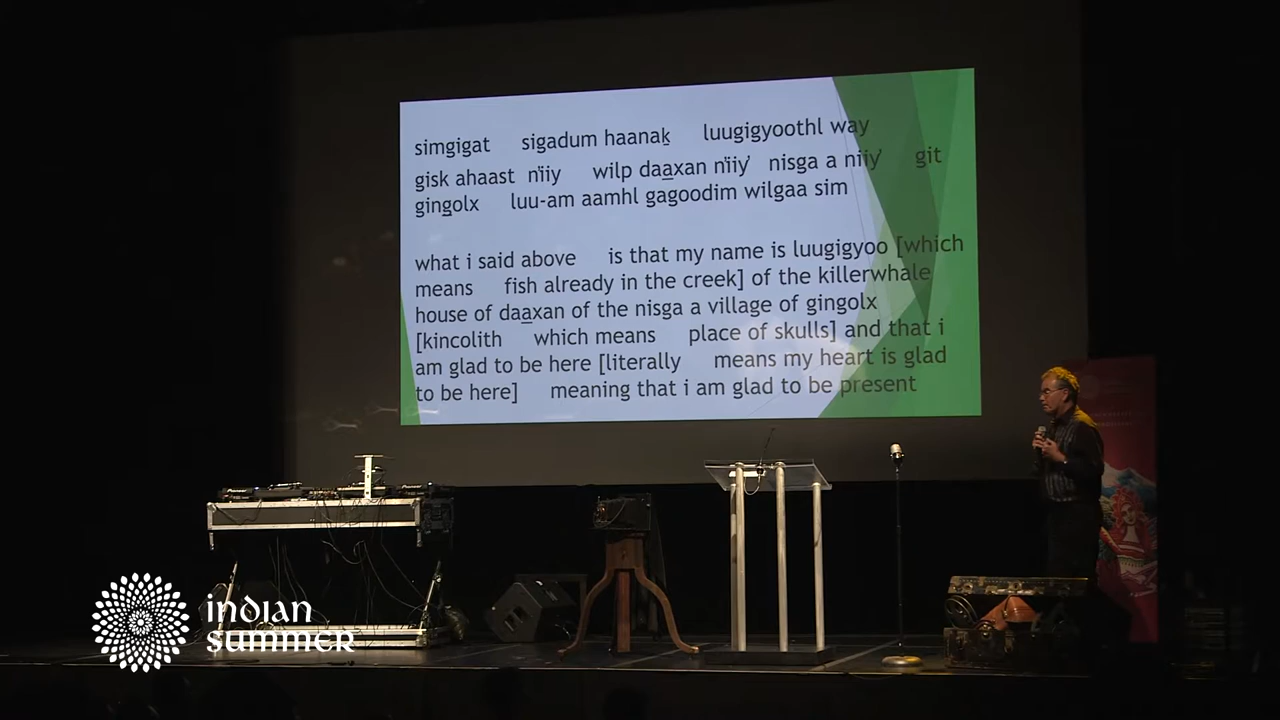 simgigat sigadum haanaḵ luugigyoothl way
gisk ahaast n̓iiy wilp daa̲xan n̓iiy̓ nisga a niiy̓ git
ging̲olx luu-am aamhl gagoodim wilgaa sim
what i said above is that my name is luugigyoo [which
means fish already in the creek] of the killerwhale
house of daa̲xan of the nisga a village of gingolx
[kincolith which means place of skulls] and that i
am glad to be here [literally means my heart is glad
to be here] meaning that i am glad to be present
indian
summer